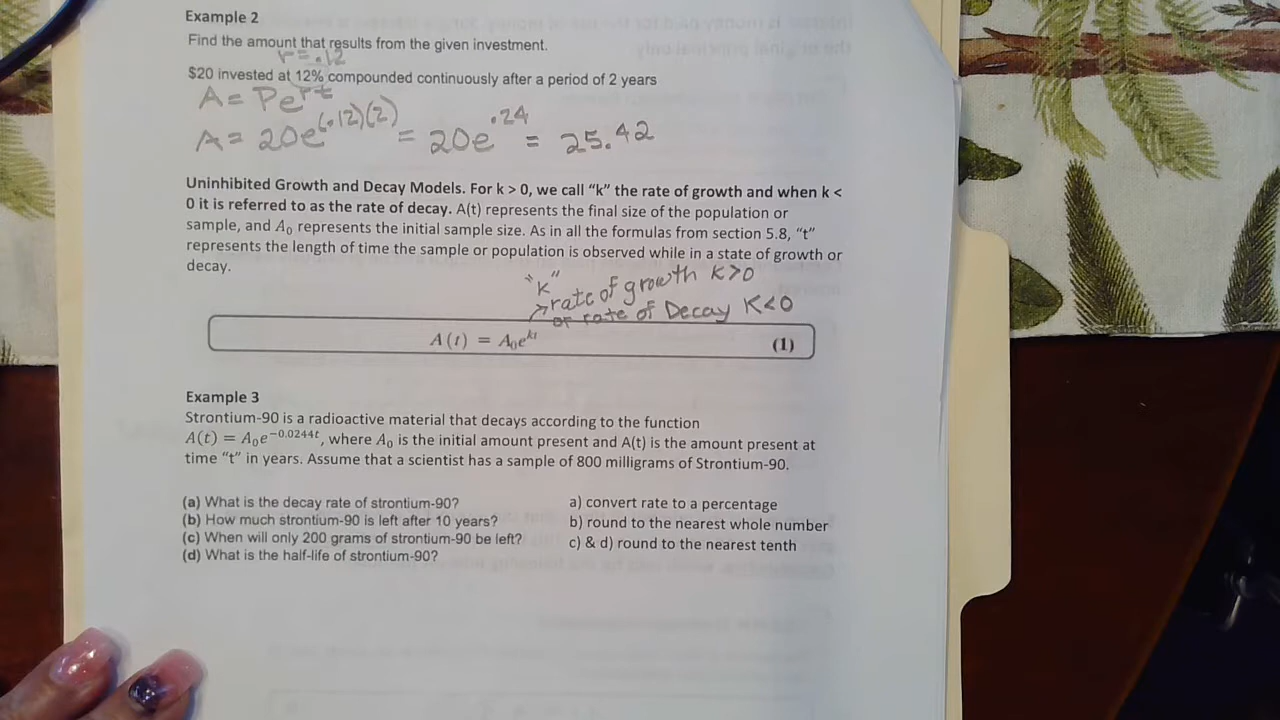 Example 2
Find the amount that results from the given investment.
r=.12
$20 invested at 12% compounded continuously after a period of 2 years
A= Pe^rt
A= 20e^(.12)(2) = 20e^.24 = 25.42
Uninhibited Growth and Decay Models. For k > 0, we call “k” the rate of growth and when k <
0 it is referred to as the rate of decay. A(t) represents the final size of the population or
sample, and A₀ represents the initial sample size. As in all the formulas from section 5.8, “t”
represents the length of time the sample or population is observed while in a state of growth or
decay.
"k"
rate of growth K>0
or rate of Decay K<0
A(t) = A₀e^kt (1)
Example 3
Strontium-90 is a radioactive material that decays according to the function
A(t) = A₀e^−0.0244t, where A₀ is the initial amount present and A(t) is the amount present at
time “t” in years. Assume that a scientist has a sample of 800 milligrams of Strontium-90.
(a) What is the decay rate of strontium-90? a) convert rate to a percentage
(b) How much strontium-90 is left after 10 years? b) round to the nearest whole number
(c) When will only 200 grams of strontium-90 be left? c) & d) round to the nearest tenth
(d) What is the half-life of strontium-90?